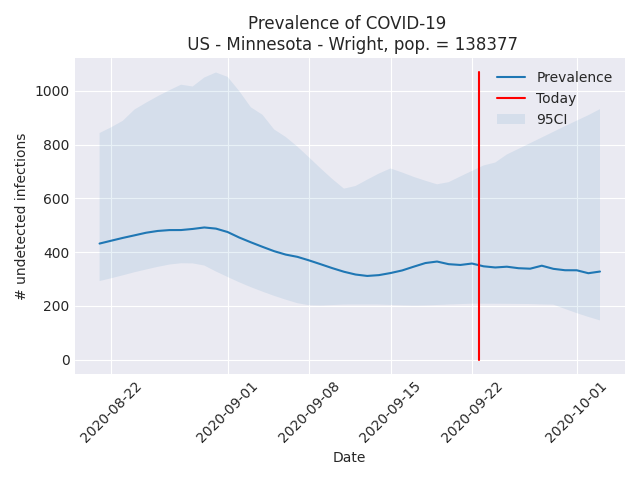 Prevalence of COVID-19
US - Minnesota - Wright, pop. = 138377
Prevalence
Today
95CI
# undetected infections
1000
800
600
400
200
0
2020-08-22
2020-09-01
2020-09-08
2020-09-15
2020-09-22
2020-10-01
Date